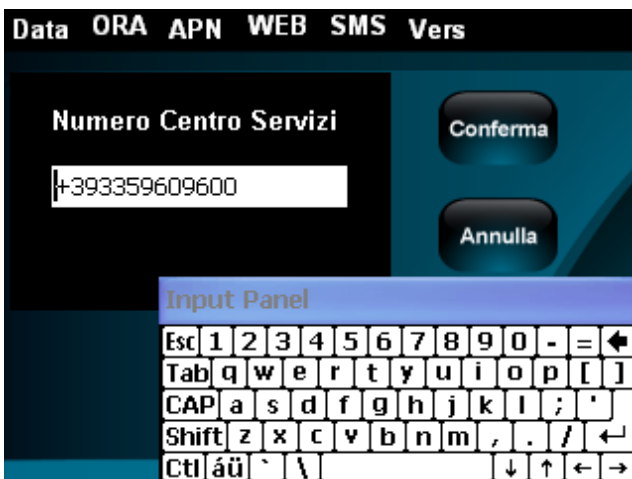 Data ORA APN WEB SMS Vers
Numero Centro Servizi
Conferma
+393359609600
Annulla
Input Panel
Esc 1 2 3 4 5 6 7 8 9 0 - =
Tab q w e r t y u i o p [ ]
CAP a s d f g h j k l ; '
Shift z x c v b n m , . /
Ctl áü ` \